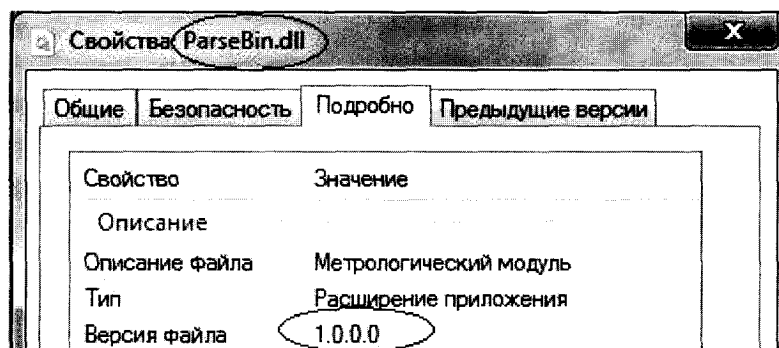 Свойства: ParseBin.dll
Общие Безопасность Подробно Предыдущие версии
Свойство Значение
Описание
Описание файла Метрологический модуль
Тип Расширение приложения
Версия файла 1.0.0.0